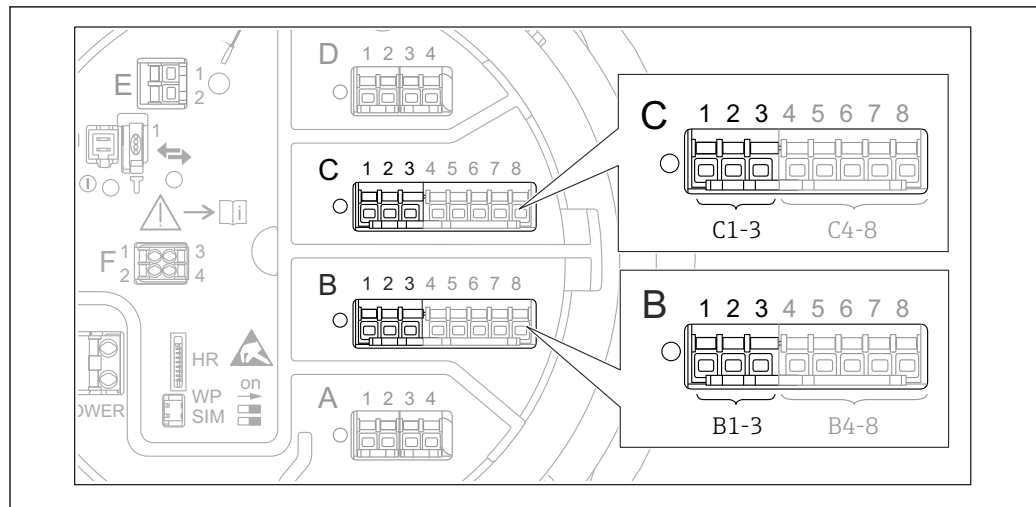 D 1 2 3 4
E 1
2
1
C 1 2 3 4 5 6 7 8
F 1 3
2 4
B 1 2 3 4 5 6 7 8
HR
WP on
SIM
OWER
A 1 2 3 4
C 1 2 3 4 5 6 7 8
C1-3 C4-8
B 1 2 3 4 5 6 7 8
B1-3 B4-8